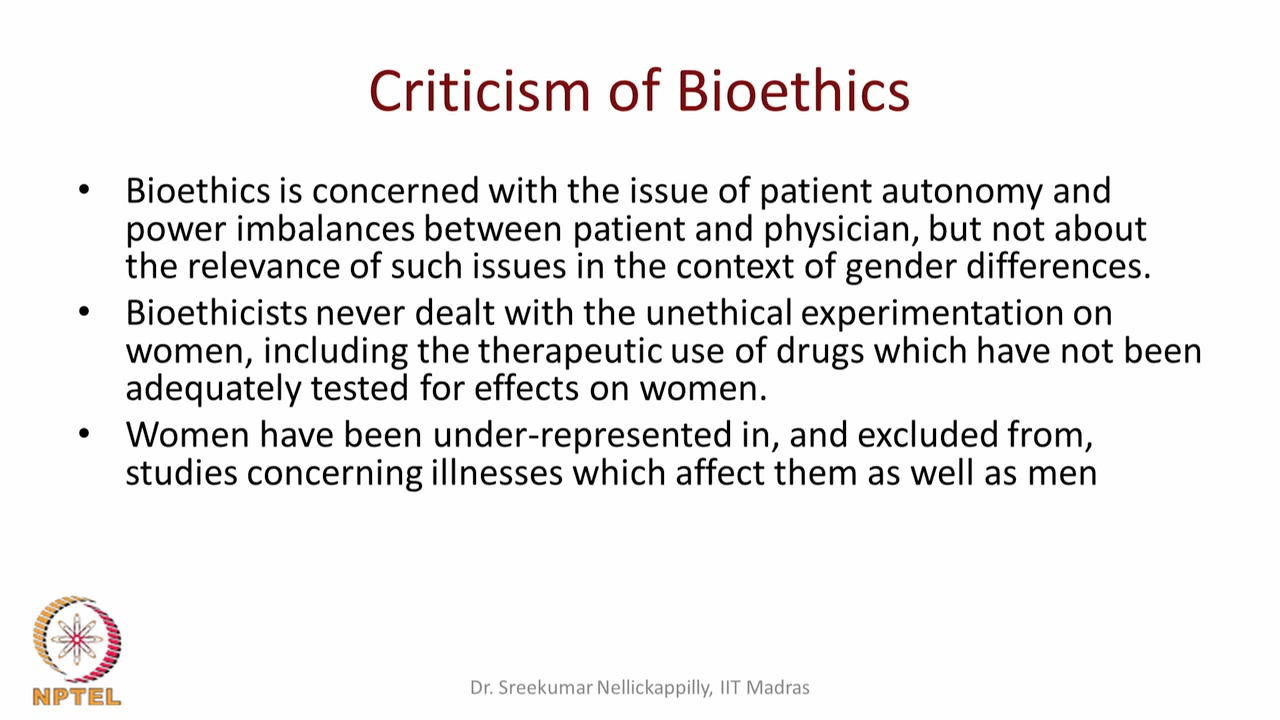 Criticism of Bioethics
• Bioethics is concerned with the issue of patient autonomy and
power imbalances between patient and physician, but not about
the relevance of such issues in the context of gender differences.
• Bioethicists never dealt with the unethical experimentation on
women, including the therapeutic use of drugs which have not been
adequately tested for effects on women.
• Women have been under-represented in, and excluded from,
studies concerning illnesses which affect them as well as men
NPTEL
Dr. Sreekumar Nellickappilly, IIT Madras